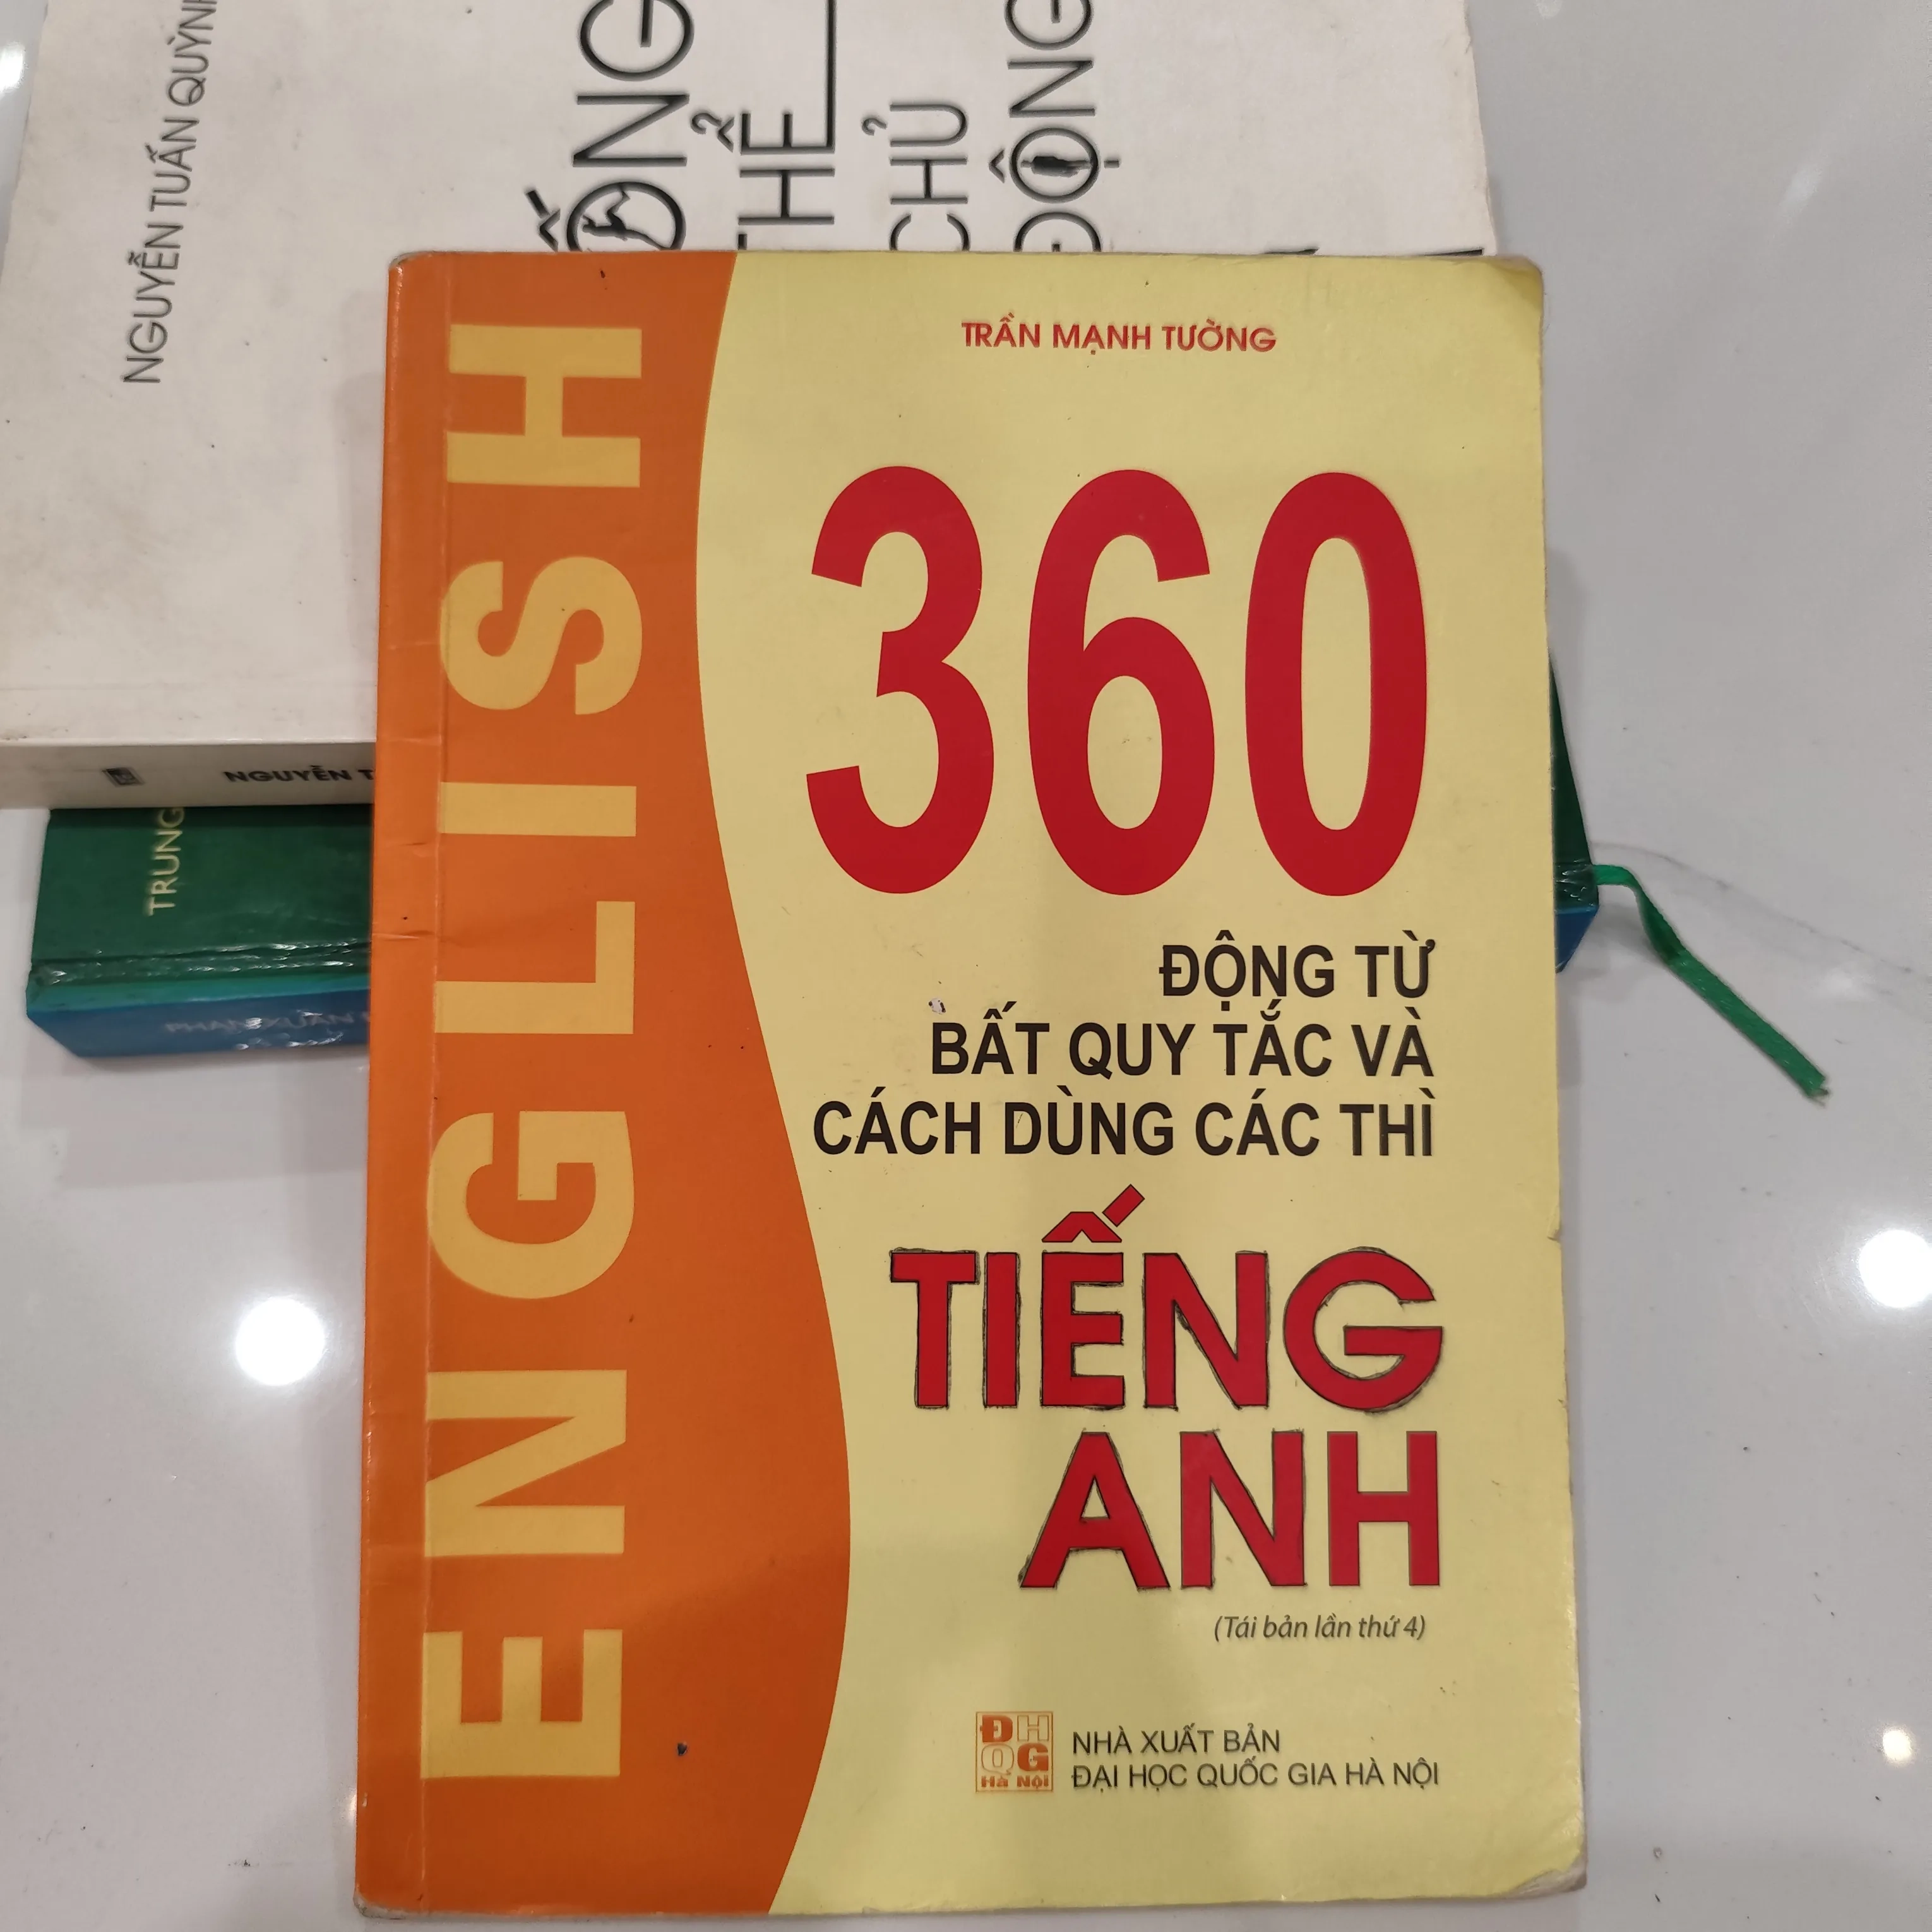 NGUYỄN TUẤN QUỲNH
THỂ
CHỦ
ĐỘNG
NGUYỄN T
TRUNG
ENGLISH
TRẦN MẠNH TƯỜNG
360
ĐỘNG TỪ
BẤT QUY TẮC VÀ
CÁCH DÙNG CÁC THÌ
TIẾNG
ANH
(Tái bản lần thứ 4)
ĐH
QG
Hà Nội
NHÀ XUẤT BẢN
ĐẠI HỌC QUỐC GIA HÀ NỘI